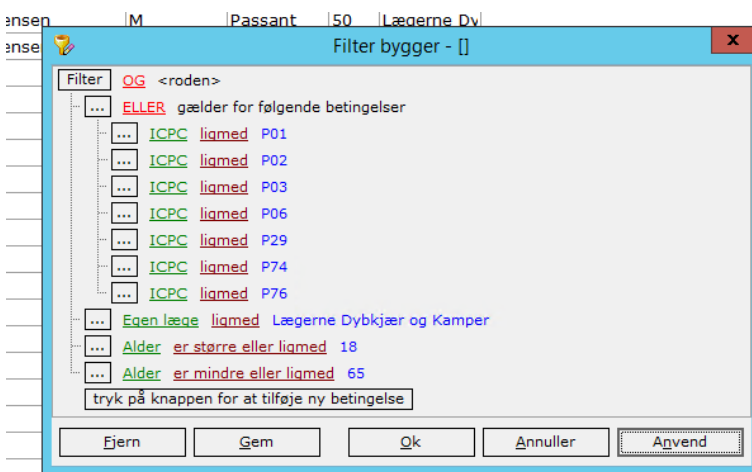 ensen M Passant 50 Lægerne Dy
ense
Filter bygger - []
x
Filter OG <roden>
... ELLER gælder for følgende betingelser
... ICPC ligmed P01
... ICPC ligmed P02
... ICPC ligmed P03
... ICPC ligmed P06
... ICPC ligmed P29
... ICPC ligmed P74
... ICPC ligmed P76
... Egen læge ligmed Lægerne Dybkjær og Kamper
... Alder er større eller ligmed 18
... Alder er mindre eller ligmed 65
tryk på knappen for at tilføje ny betingelse
Fjern Gem Ok Annuller Anvend